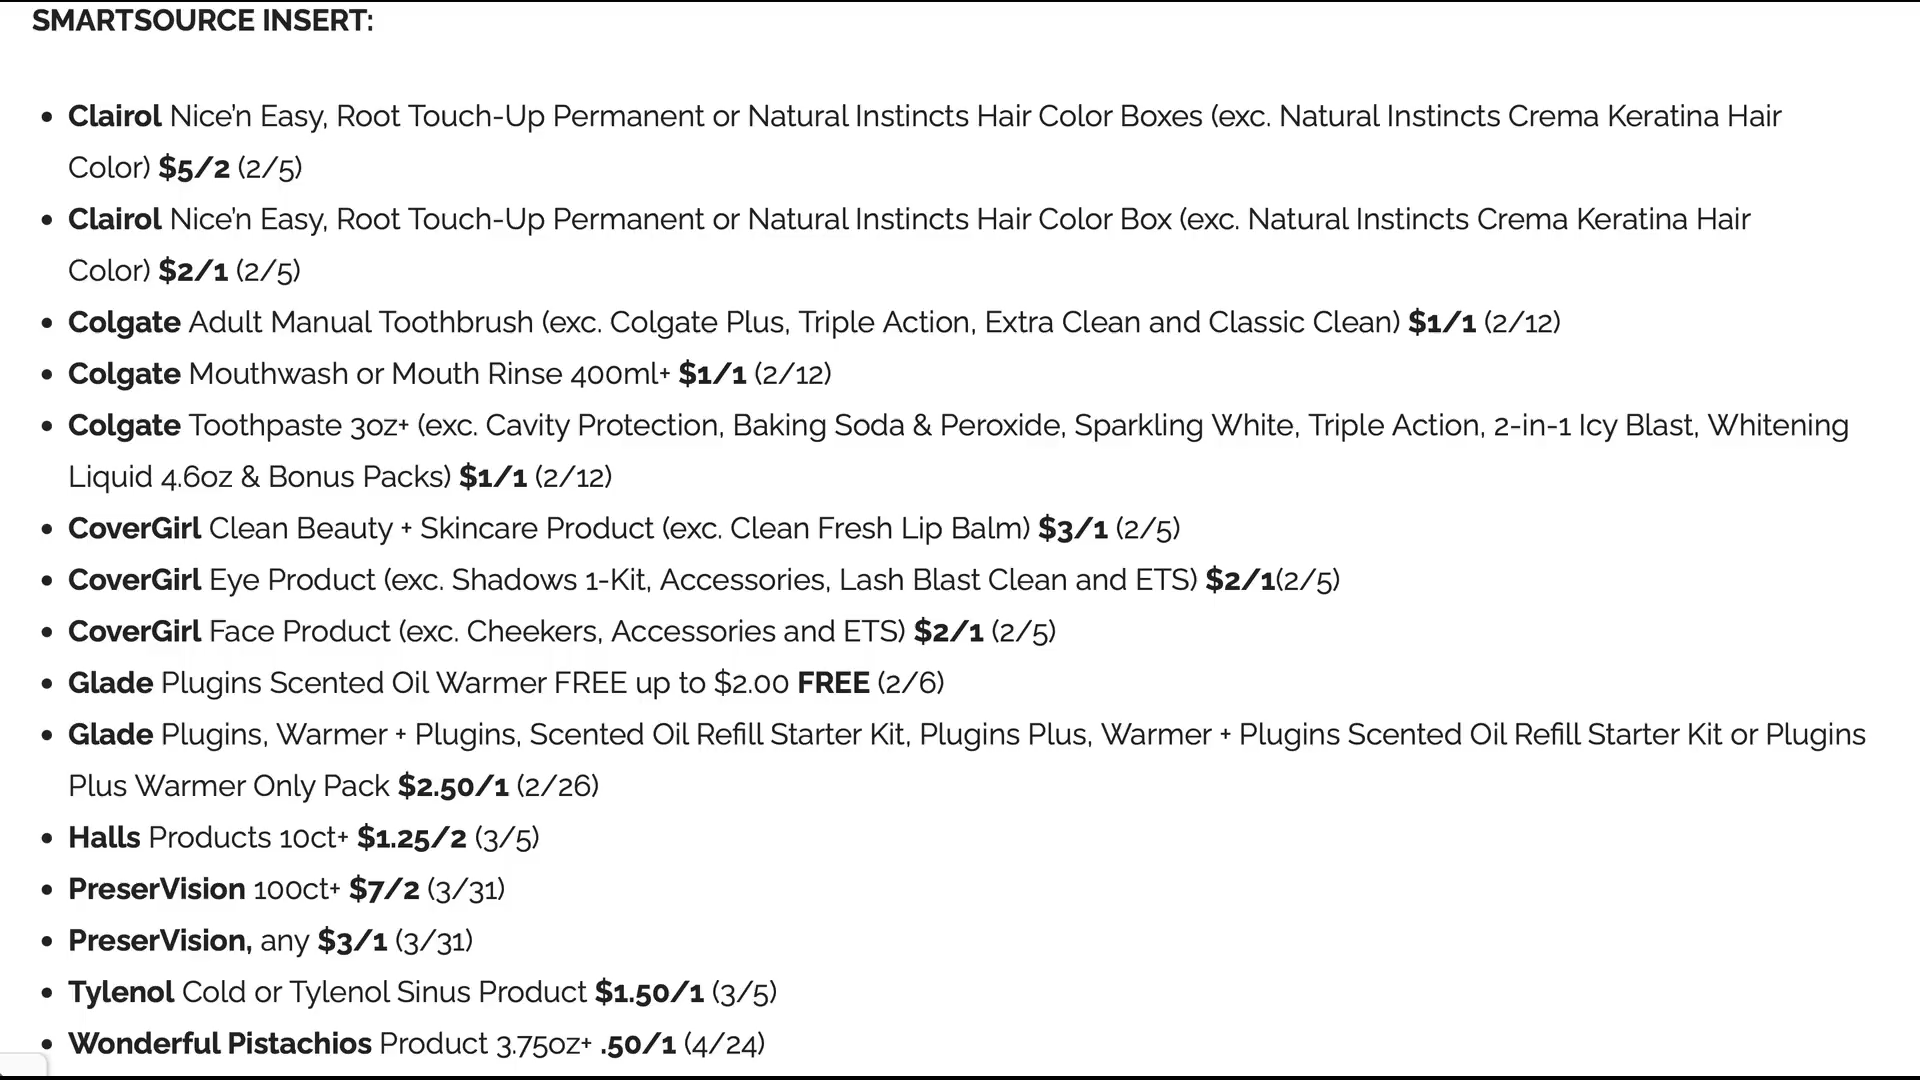 SMARTSOURCE INSERT:
• Clairol Nice’n Easy, Root Touch-Up Permanent or Natural Instincts Hair Color Boxes (exc. Natural Instincts Crema Keratina Hair
Color) $5/2 (2/5)
• Clairol Nice’n Easy, Root Touch-Up Permanent or Natural Instincts Hair Color Box (exc. Natural Instincts Crema Keratina Hair
Color) $2/1 (2/5)
• Colgate Adult Manual Toothbrush (exc. Colgate Plus, Triple Action, Extra Clean and Classic Clean) $1/1 (2/12)
• Colgate Mouthwash or Mouth Rinse 400ml+ $1/1 (2/12)
• Colgate Toothpaste 3oz+ (exc. Cavity Protection, Baking Soda & Peroxide, Sparkling White, Triple Action, 2-in-1 Icy Blast, Whitening
Liquid 4.6oz & Bonus Packs) $1/1 (2/12)
• CoverGirl Clean Beauty + Skincare Product (exc. Clean Fresh Lip Balm) $3/1 (2/5)
• CoverGirl Eye Product (exc. Shadows 1-Kit, Accessories, Lash Blast Clean and ETS) $2/1(2/5)
• CoverGirl Face Product (exc. Cheekers, Accessories and ETS) $2/1 (2/5)
• Glade Plugins Scented Oil Warmer FREE up to $2.00 FREE (2/6)
• Glade Plugins, Warmer + Plugins, Scented Oil Refill Starter Kit, Plugins Plus, Warmer + Plugins Scented Oil Refill Starter Kit or Plugins
Plus Warmer Only Pack $2.50/1 (2/26)
• Halls Products 10ct+ $1.25/2 (3/5)
• PreserVision 100ct+ $7/2 (3/31)
• PreserVision, any $3/1 (3/31)
• Tylenol Cold or Tylenol Sinus Product $1.50/1 (3/5)
• Wonderful Pistachios Product 3.75oz+ .50/1 (4/24)